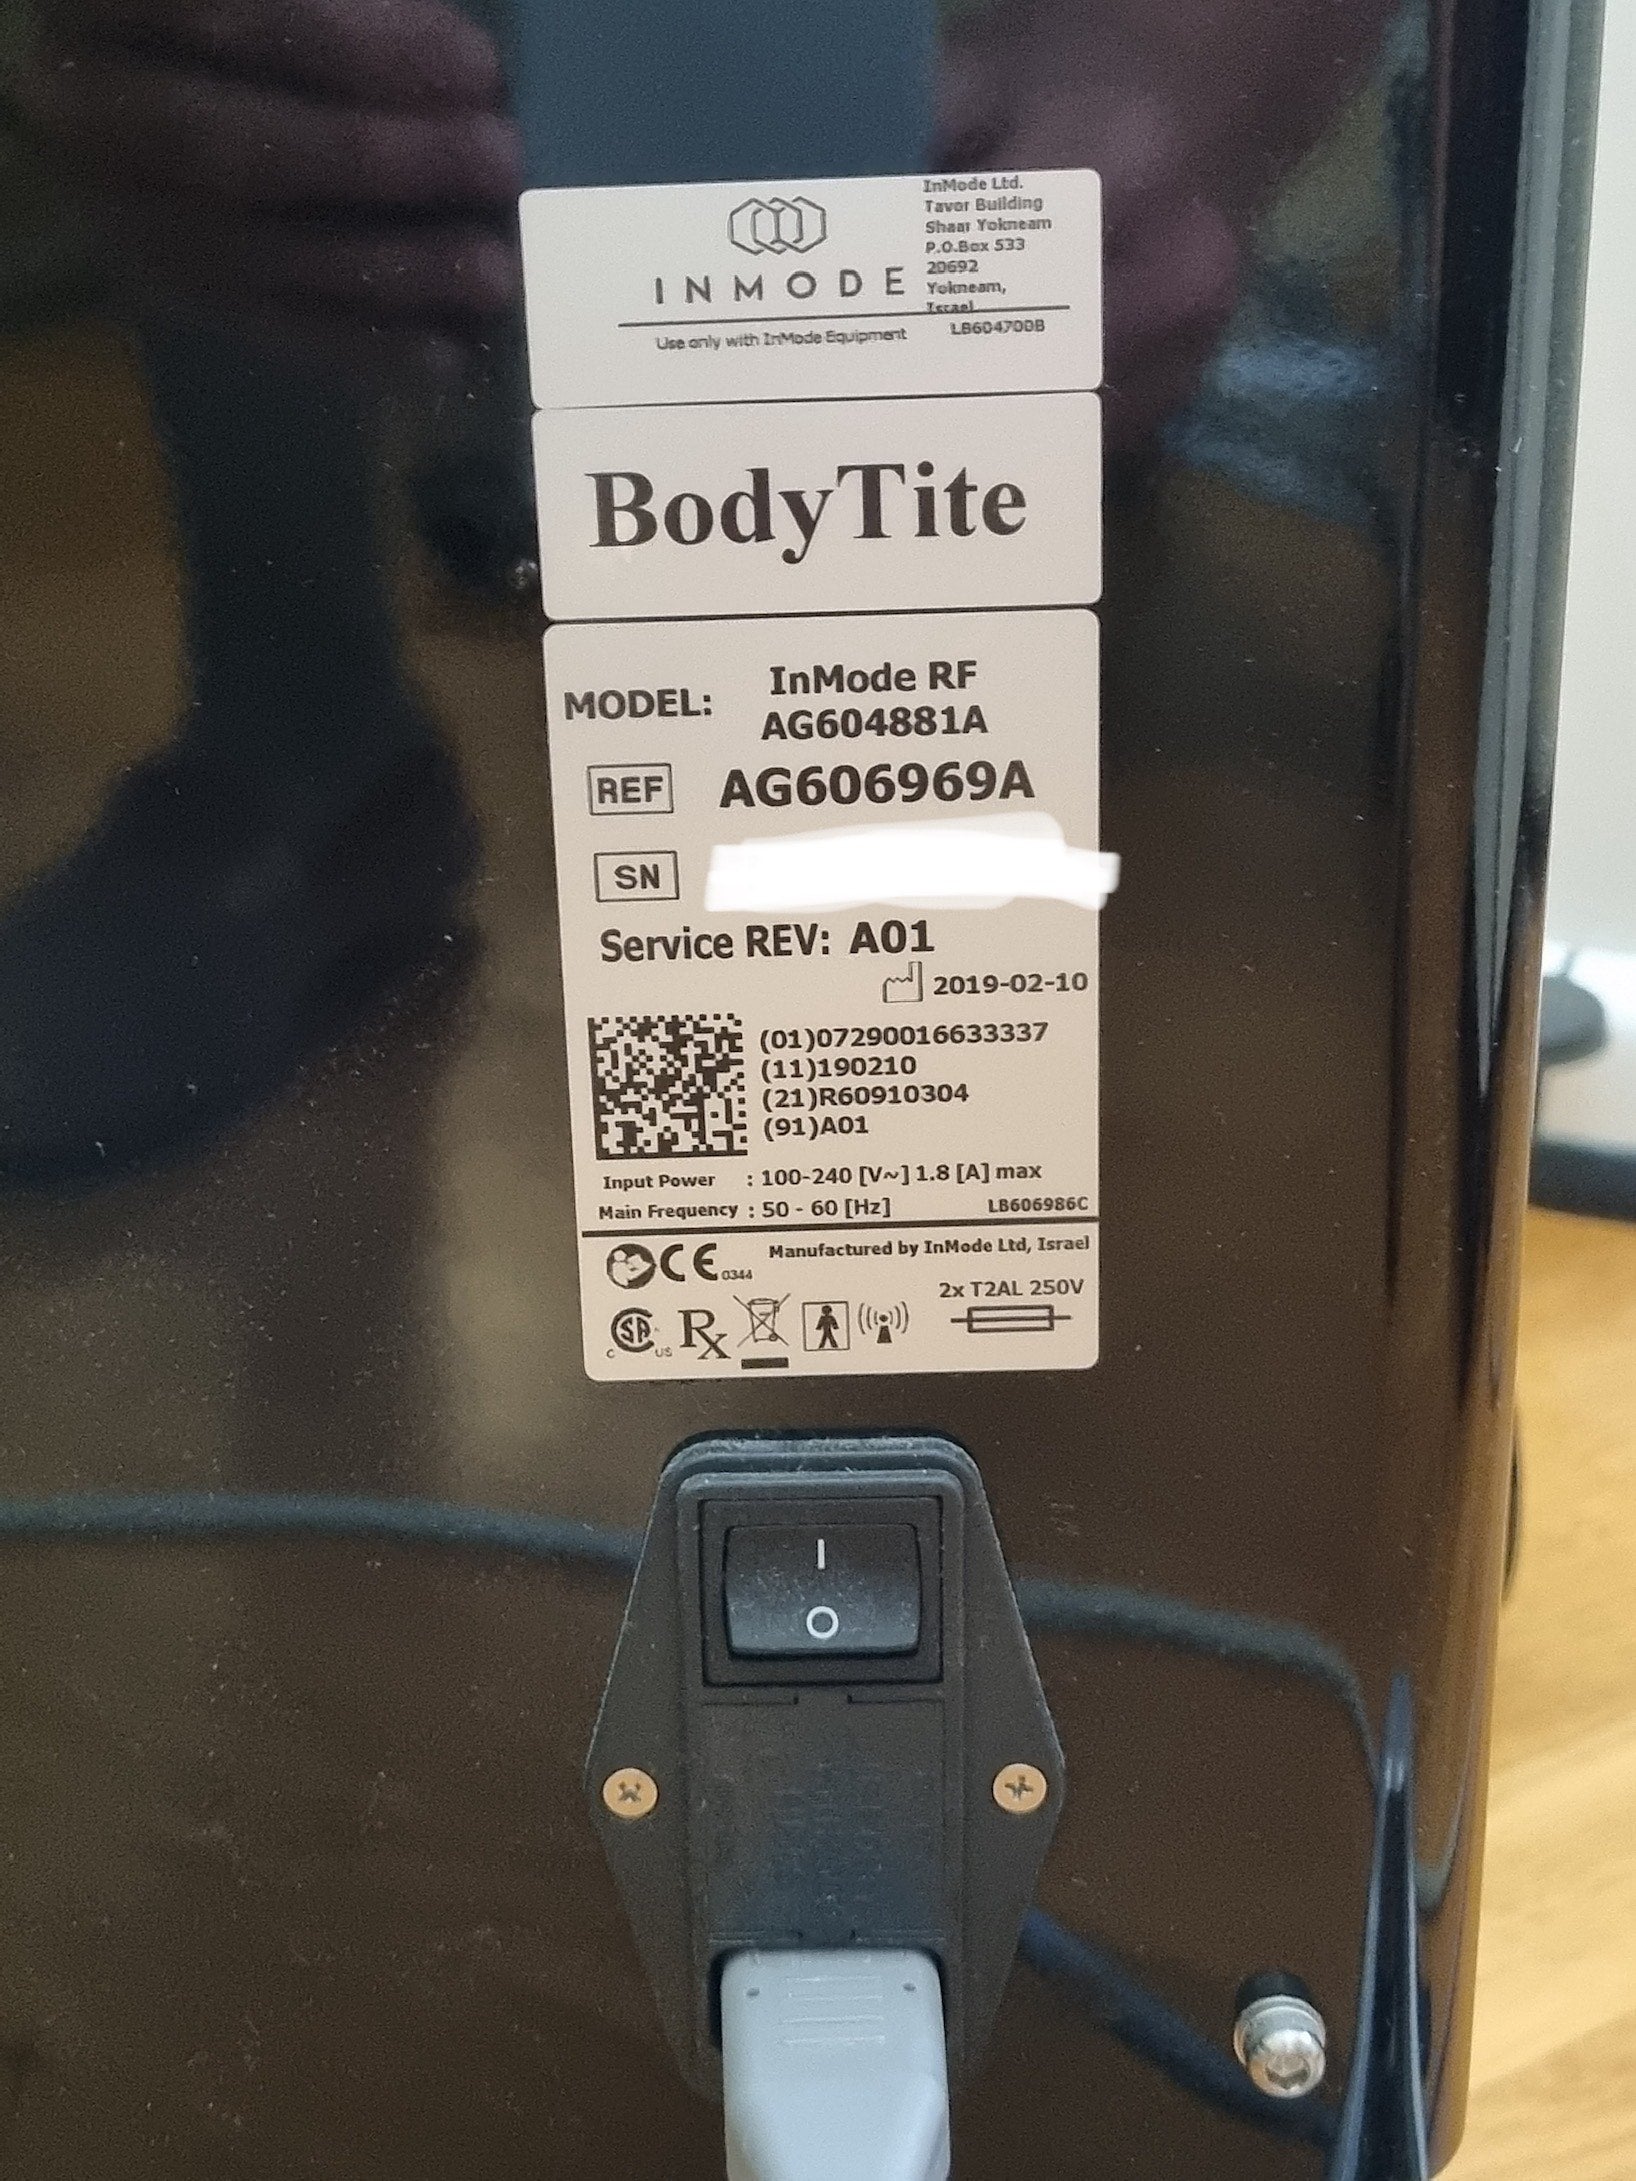 INMODE
InMode Ltd.
Tavor Building
Shaar Yokneam
P.O.Box 533
20692
Yokneam,
Israel
Use only with InMode Equipment
LB604700B
BodyTite
MODEL: InMode RF
AG604881A
REF AG606969A
SN
Service REV: A01
2019-02-10
(01)07290016633337
(11)190210
(21)R60910304
(91)A01
Input Power : 100-240 [V~] 1.8 [A] max
Main Frequency : 50 - 60 [Hz]
LB606986C
CE 0344
Manufactured by InMode Ltd, Israel
2x T2AL 250V
C SA US
Rx
I
O